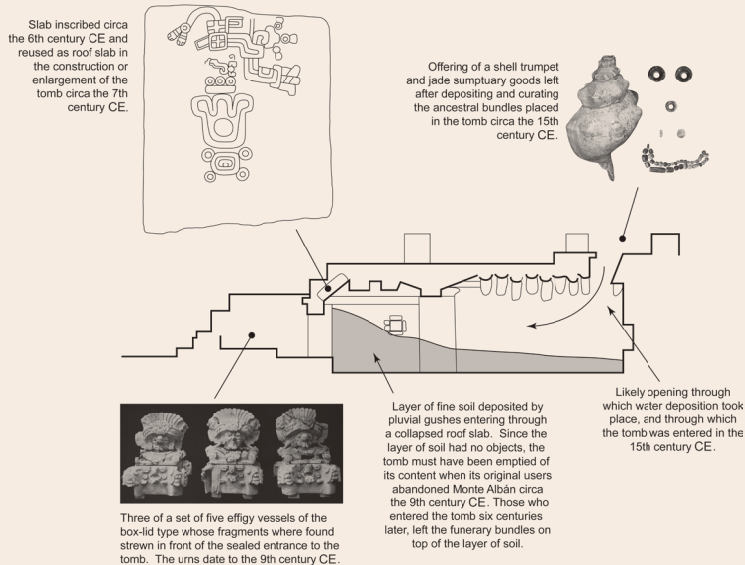 Slab inscribed circa
the 6th century CE and
reused as roof slab in
the construction or
enlargement of the
tomb circa the 7th
century CE.
Offering of a shell trumpet
and jade sumptuary goods left
after depositing and curating
the ancestral bundles placed
in the tomb circa the 15th
century CE.
Three of a set of five effigy vessels of the
box-lid type whose fragments where found
strewn in front of the sealed entrance to the
tomb. The urns date to the 9th century CE.
Layer of fine soil deposited by
pluvial gushes entering through
a collapsed roof slab. Since the
layer of soil had no objects, the
tomb must have been emptied of
its content when its original users
abandoned Monte Albán circa
the 9th century CE. Those who
entered the tomb six centuries
later, left the funerary bundles on
top of the layer of soil.
Likely opening through
which water deposition took
place, and through which
the tomb was entered in the
15th century CE.